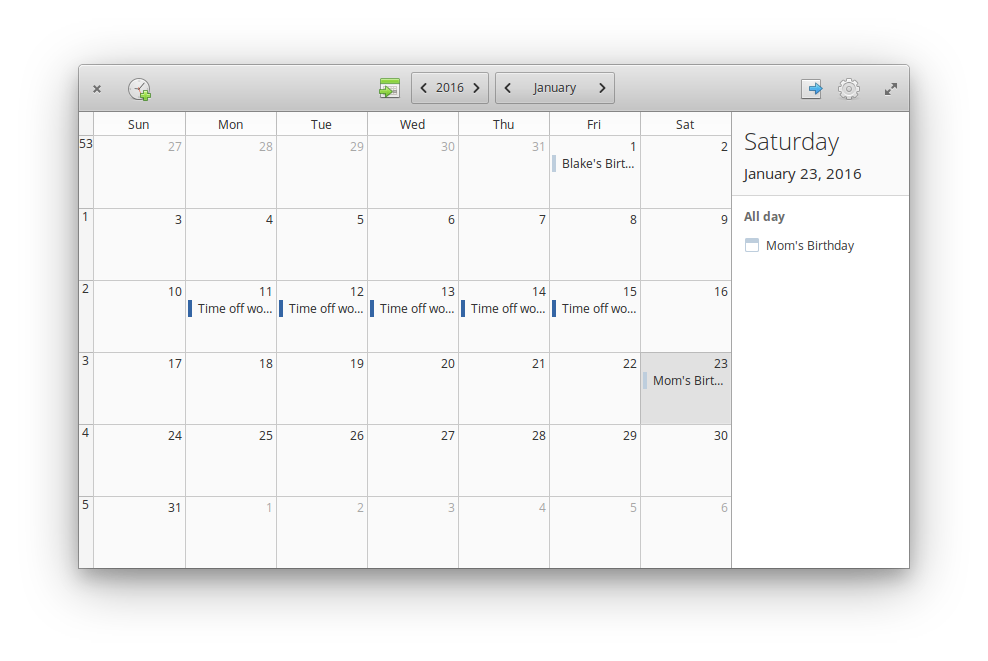 2016 January
Sun Mon Tue Wed Thu Fri Sat
53 27 28 29 30 31 1 2
Blake's Birt...
1 3 4 5 6 7 8 9
2 10 11 12 13 14 15 16
Time off wo... Time off wo... Time off wo... Time off wo... Time off wo...
3 17 18 19 20 21 22 23
Mom's Birt...
4 24 25 26 27 28 29 30
5 31 1 2 3 4 5 6
Saturday
January 23, 2016
All day
Mom's Birthday